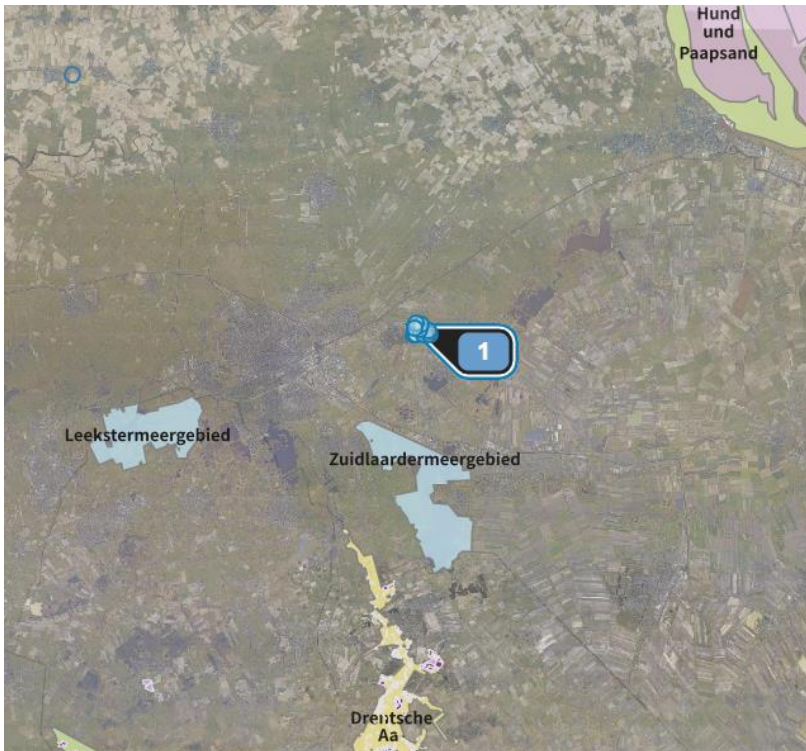 Hund
und
Paapsand
1
Leekstermeergebied
Zuidlaardermeergebied
Drentsche
Aa